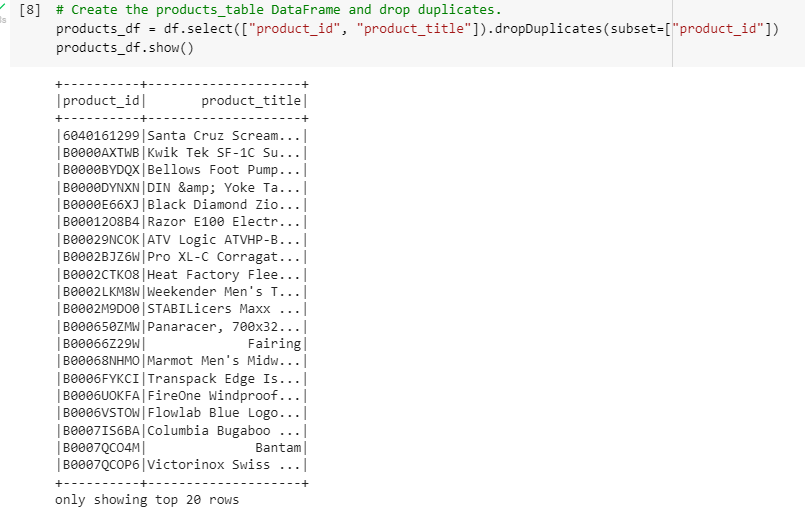 [8] # Create the products_table DataFrame and drop duplicates.
products_df = df.select(["product_id", "product_title"]).dropDuplicates(subset=["product_id"])
products_df.show()
+----------+--------------------+
|product_id|       product_title|
+----------+--------------------+
|6040161299|Santa Cruz Scream...|
|B0000AXTWB|Kwik Tek SF-1C Su...|
|B0000BYDQX|Bellows Foot Pump...|
|B0000DYNXN|DIN &amp; Yoke Ta...|
|B0000E66XJ|Black Diamond Zio...|
|B0001208B4|Razor E100 Electr...|
|B00029NCOK|ATV Logic ATVHP-B...|
|B0002BJZ6W|Pro XL-C Corragat...|
|B0002CTKO8|Heat Factory Flee...|
|B0002LKM8W|Weekender Men's T...|
|B0002M9DO0|STABILicers Maxx ...|
|B000650ZMW|Panaracer, 700x32...|
|B00066Z29W|             Fairing|
|B00068NHMO|Marmot Men's Midw...|
|B0006FYKCI|Transpack Edge Is...|
|B0006UOKFA|FireOne Windproof...|
|B0006VSTOW|Flowlab Blue Logo...|
|B0007IS6BA|Columbia Bugaboo ...|
|B0007QCO4M|              Bantam|
|B0007QCOP6|Victorinox Swiss ...|
+----------+--------------------+
only showing top 20 rows